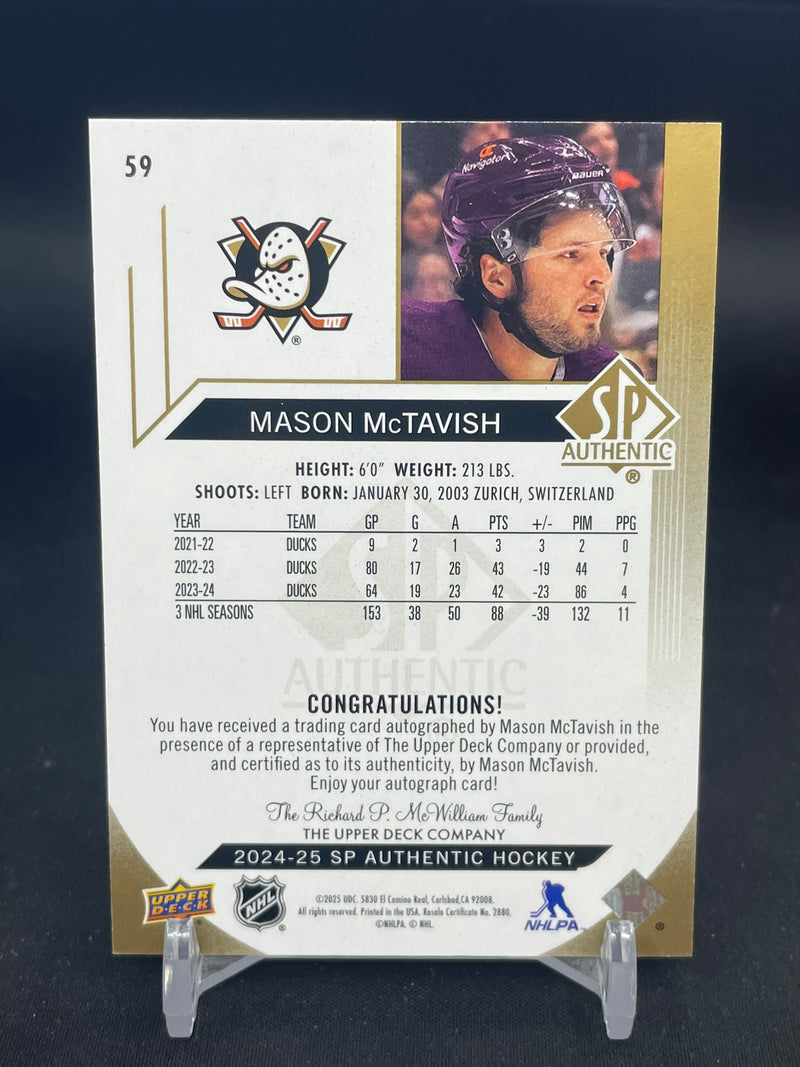 59
Navigator
BAUER
MASON McTAVISH
SP
AUTHENTIC
®
HEIGHT: 6'0" WEIGHT: 213 LBS.
SHOOTS: LEFT BORN: JANUARY 30, 2003 ZURICH, SWITZERLAND
YEAR TEAM GP G A PTS +/- PIM PPG
2021-22 DUCKS 9 2 1 3 3 2 0
2022-23 DUCKS 80 17 26 43 -19 44 7
2023-24 DUCKS 64 19 23 42 -23 86 4
3 NHL SEASONS 153 38 50 88 -39 132 11
SP
AUTHENTIC
CONGRATULATIONS!
You have received a trading card autographed by Mason McTavish in the
presence of a representative of The Upper Deck Company or provided,
and certified as to its authenticity, by Mason McTavish.
Enjoy your autograph card!
The Richard P. McWilliam Family
THE UPPER DECK COMPANY
2024-25 SP AUTHENTIC HOCKEY
UPPER
D·E·C·K
NHL
©2025 UDC. 5830 El Camino Real, Carlsbad, CA 92008.
All rights reserved. Printed in the USA. Resale Certificate No. 2880.
©NHLPA. © NHL.
NHLPA